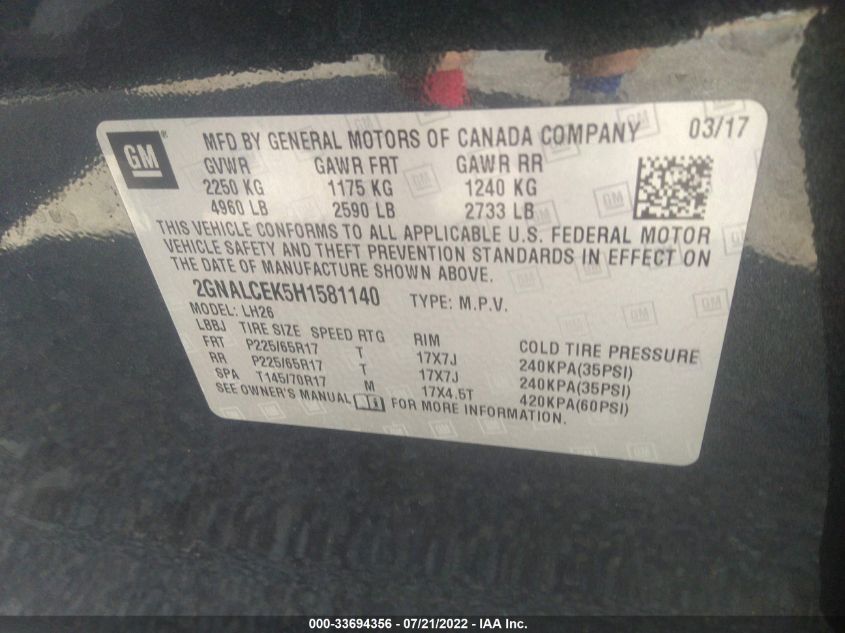 GM ® MFD BY GENERAL MOTORS OF CANADA COMPANY 03/17
GVWR GAWR FRT GAWR RR
2250 KG 1175 KG 1240 KG
4960 LB 2590 LB 2733 LB
THIS VEHICLE CONFORMS TO ALL APPLICABLE U.S. FEDERAL MOTOR
VEHICLE SAFETY AND THEFT PREVENTION STANDARDS IN EFFECT ON
THE DATE OF MANUFACTURE SHOWN ABOVE.
2GNALCEK5H1581140 TYPE: M.P.V.
MODEL: LH26
LBBJ TIRE SIZE SPEED RTG RIM COLD TIRE PRESSURE
FRT P225/65R17 T 17X7J 240KPA(35PSI)
RR P225/65R17 T 17X7J 240KPA(35PSI)
SPA T145/70R17 M 17X4.5T 420KPA(60PSI)
SEE OWNER'S MANUAL FOR MORE INFORMATION.
000-33694356 / 07/21/2022 - IAA Inc.